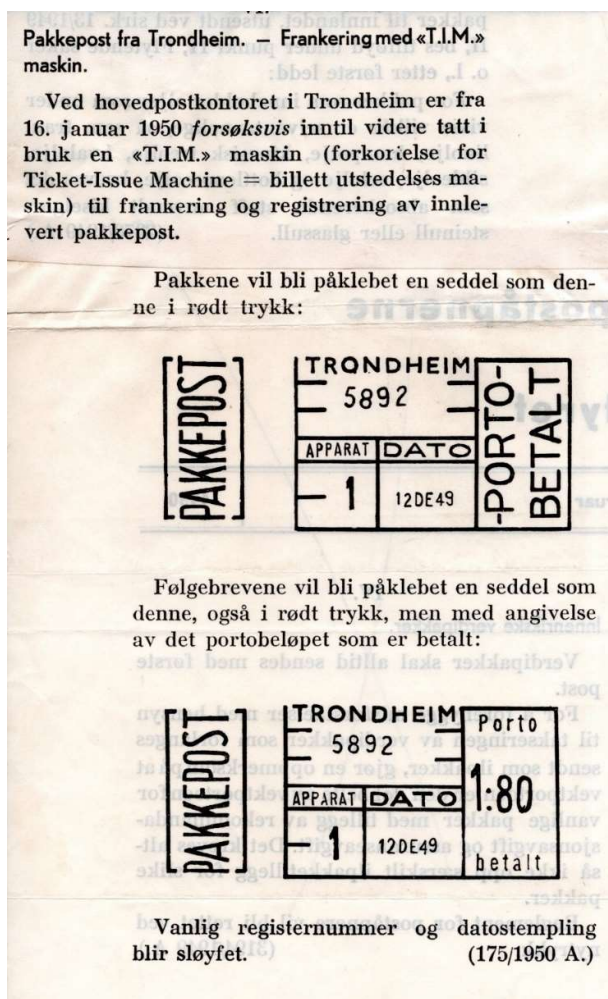 Pakkepost fra Trondheim. — Frankering med «T.I.M.»
maskin.
Ved hovedpostkontoret i Trondheim er fra
16. januar 1950 forsøksvis inntil videre tatt i
bruk en «T.I.M.» maskin (forkortelse for
Ticket-Issue Machine = billett utstedelses ma-
skin) til frankering og registrering av innle-
vert pakkepost.
Pakkene vil bli påklebet en seddel som den-
ne i rødt trykk:
PAKKEPOST
TRONDHEIM
5892
APPARAT DATO
1 12DE49
-PORTO-
BETALT
Følgebrevene vil bli påklebet en seddel som
denne, også i rødt trykk, men med angivelse
av det portobeløpet som er betalt:
PAKKEPOST
TRONDHEIM
5892
APPARAT DATO
1 12DE49
Porto
1:80
betalt
Vanlig registernummer og datostempling
blir sløyfet. (175/1950 A.)